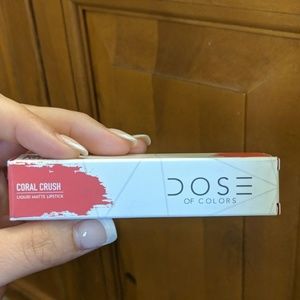 CORAL CRUSH
LIQUID MATTE LIPSTICK
DOSE
OF COLORS